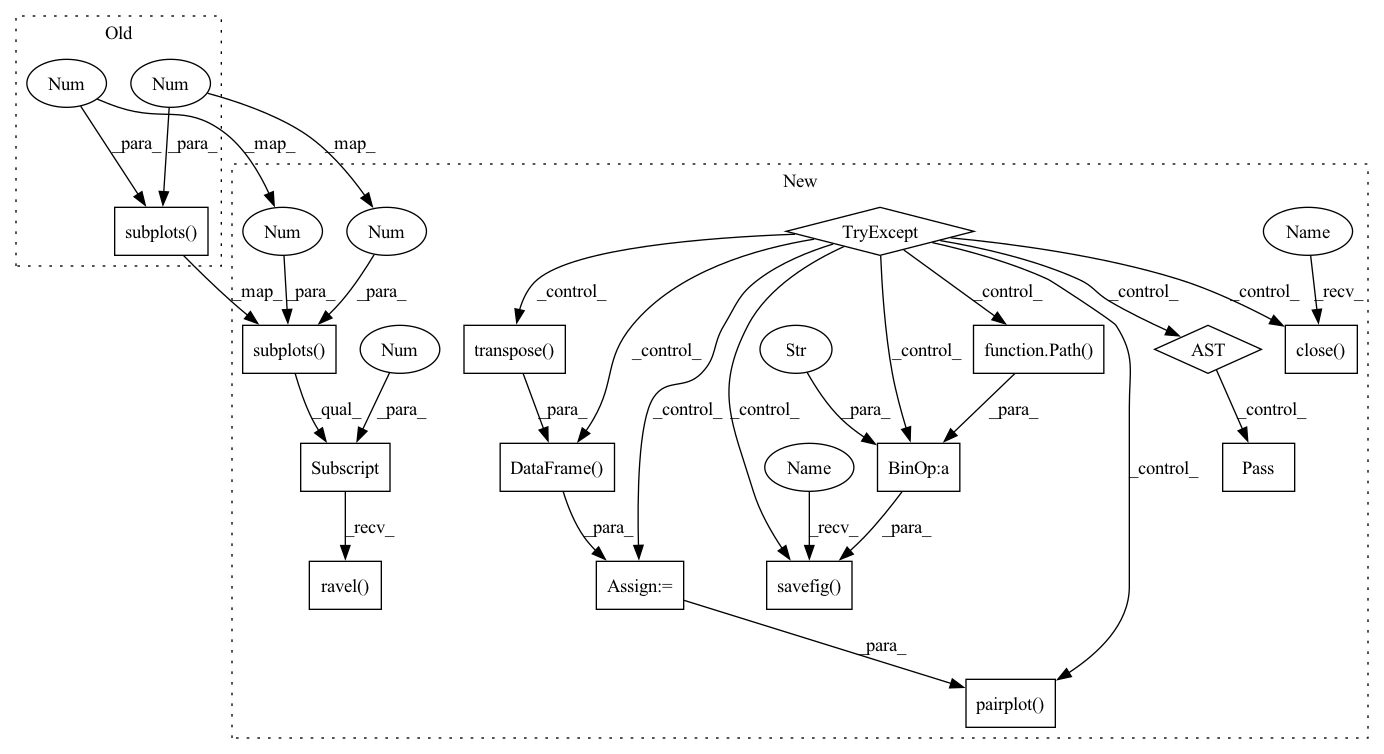 Old
Num
Num
_para_
_para_
_map_
_map_
New
subplots()
Num
Num
TryExcept
Name
_map_
_para_
_para_
_control_
_control_
_control_
_control_
_recv_
subplots()
Num
transpose()
Str
function.Path()
AST
close()
_control_
_control_
_qual_
_para_
_para_
_control_
_control_
_para_
_para_
_control_
_control_
Subscript
DataFrame()
Name
BinOp:a
Pass
_recv_
_para_
_recv_
_para_
ravel()
Assign:=
savefig()
_para_
pairplot()